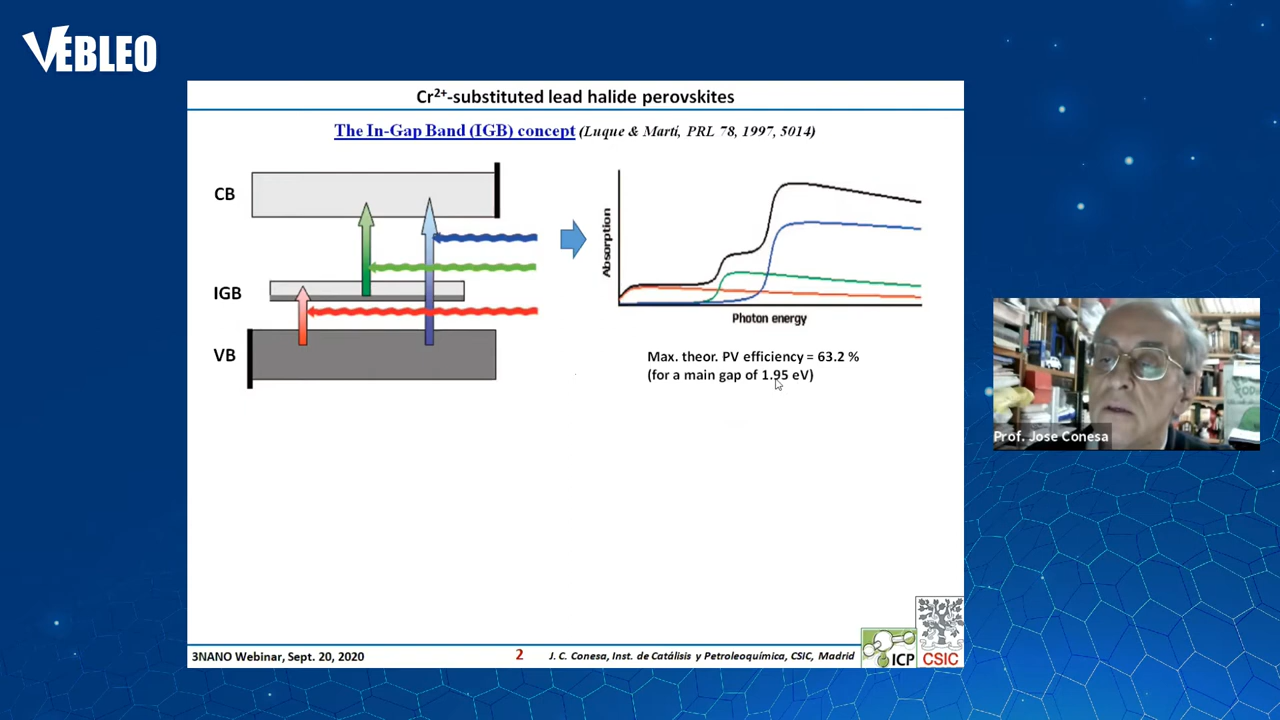 VEBLEO
Cr²⁺-substituted lead halide perovskites
The In-Gap Band (IGB) concept (Luque & Martí, PRL 78, 1997, 5014)
CB
IGB
VB
Absorption
Photon energy
Max. theor. PV efficiency = 63.2 %
(for a main gap of 1.95 eV)
Prof. Jose Conesa
3NANO Webinar, Sept. 20, 2020
2
J. C. Conesa, Inst. de Catálisis y Petroleoquímica, CSIC, Madrid
ICP
CSIC